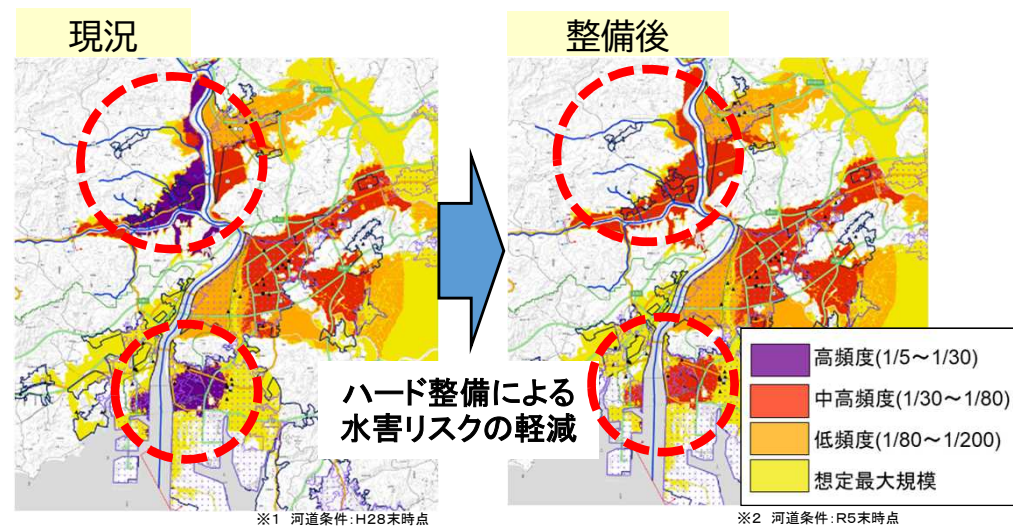 現況
整備後
ハード整備による
水害リスクの軽減
高頻度(1/5～1/30)
中高頻度(1/30～1/80)
低頻度(1/80～1/200)
想定最大規模
※1 河道条件:H28末時点
※2 河道条件:R5末時点